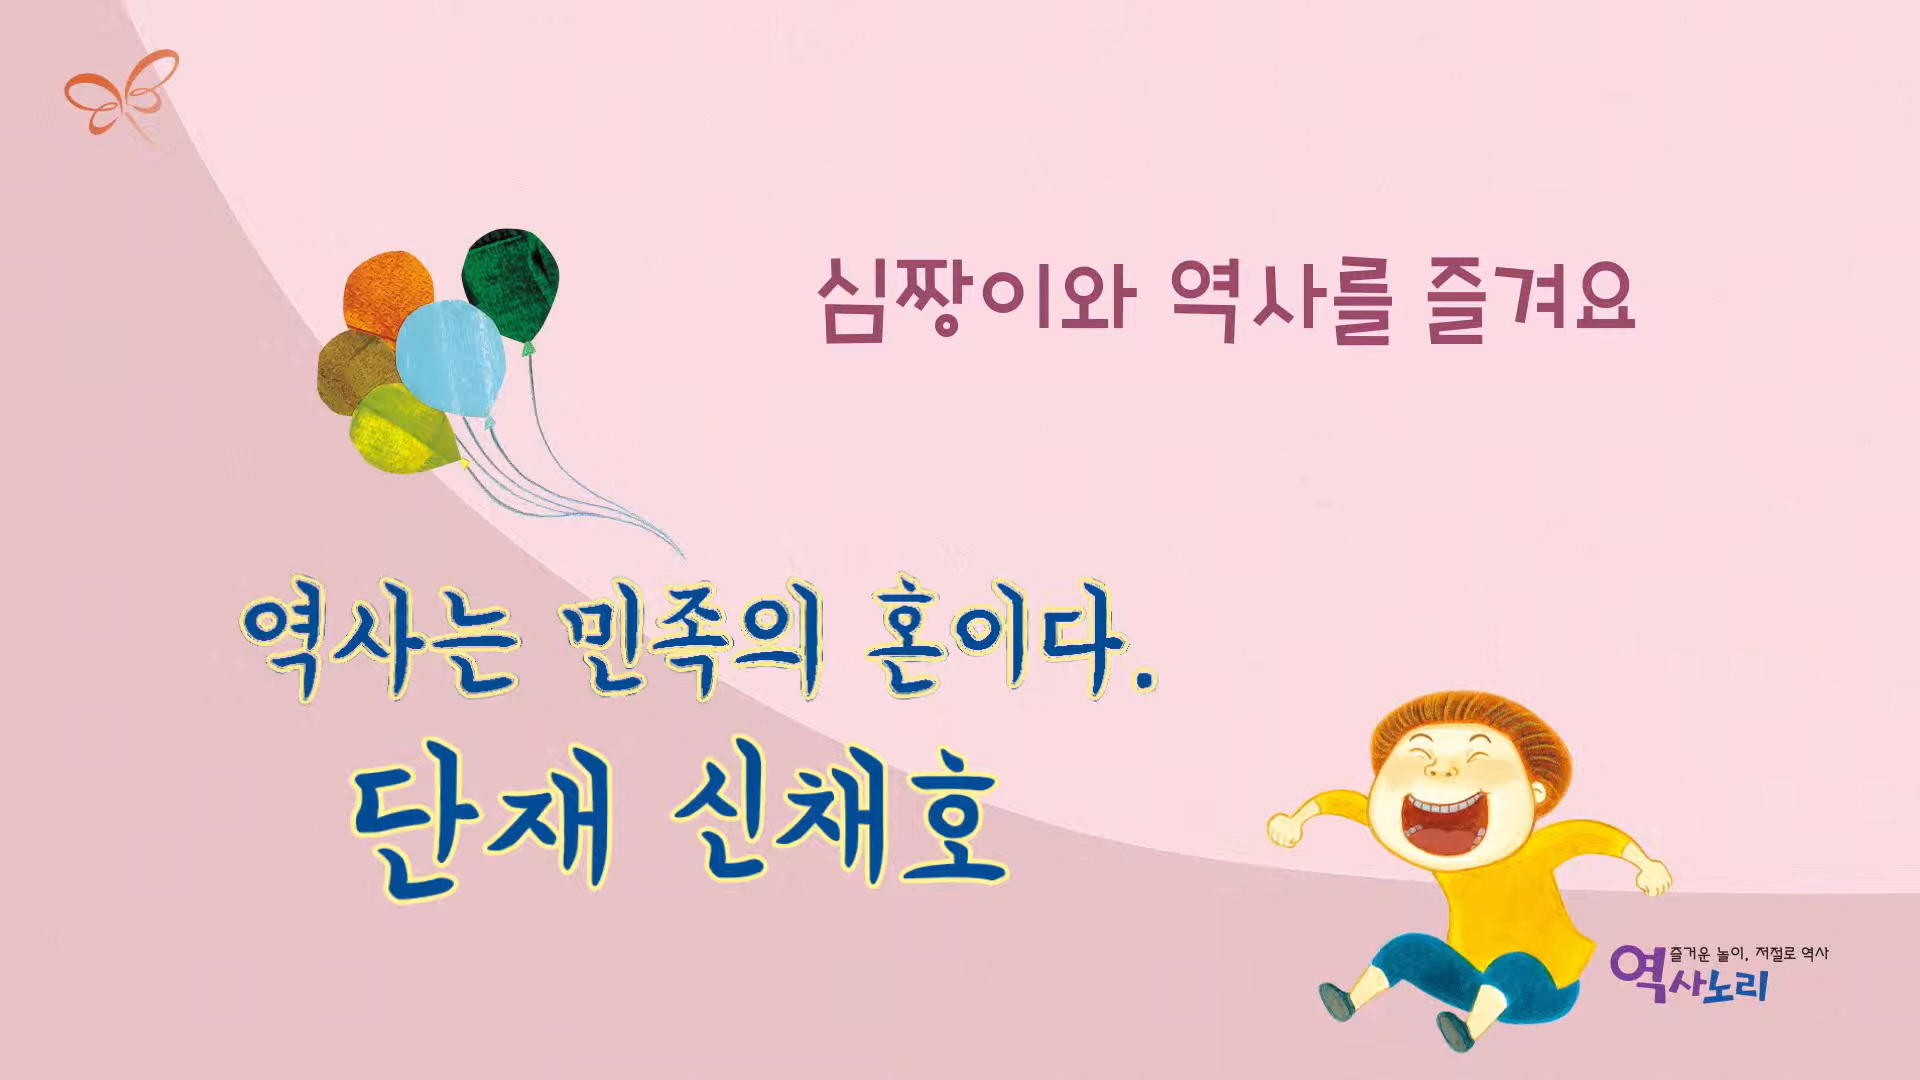 심짱이와 역사를 즐겨요
역사는 민족의 혼이다.
단재 신채호
즐거운 놀이, 저절로 역사
역사노리